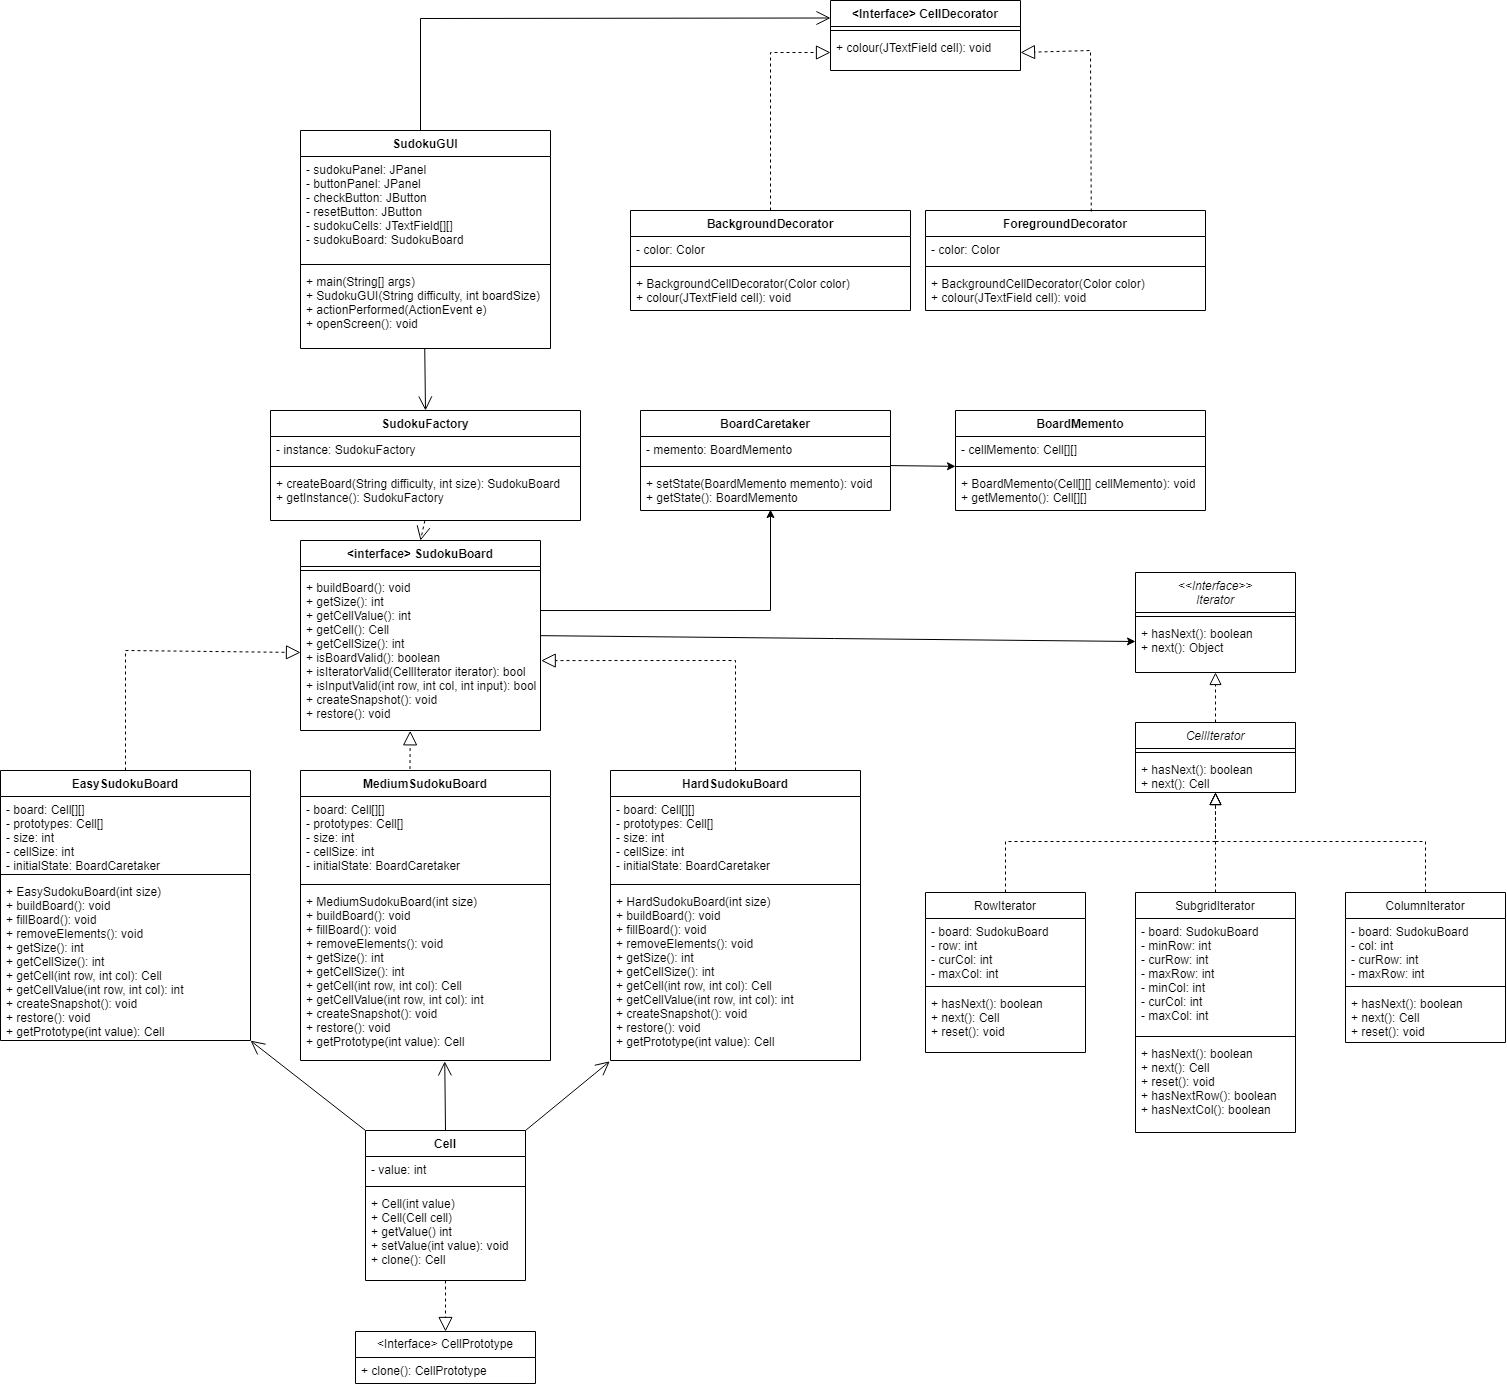 <Interface> CellDecorator
+ colour(JTextField cell): void
SudokuGUI
- sudokuPanel: JPanel
- buttonPanel: JPanel
- checkButton: JButton
- resetButton: JButton
- sudokuCells: JTextField[][]
- sudokuBoard: SudokuBoard
+ main(String[] args)
+ SudokuGUI(String difficulty, int boardSize)
+ actionPerformed(ActionEvent e)
+ openScreen(): void
BackgroundDecorator
- color: Color
+ BackgroundCellDecorator(Color color)
+ colour(JTextField cell): void
ForegroundDecorator
- color: Color
+ BackgroundCellDecorator(Color color)
+ colour(JTextField cell): void
SudokuFactory
- instance: SudokuFactory
+ createBoard(String difficulty, int size): SudokuBoard
+ getInstance(): SudokuFactory
BoardCaretaker
- memento: BoardMemento
+ setState(BoardMemento memento): void
+ getState(): BoardMemento
BoardMemento
- cellMemento: Cell[][]
+ BoardMemento(Cell[][] cellMemento): void
+ getMemento(): Cell[][]
<interface> SudokuBoard
+ buildBoard(): void
+ getSize(): int
+ getCellValue(): int
+ getCell(): Cell
+ getCellSize(): int
+ isBoardValid(): boolean
+ isIteratorValid(CellIterator iterator): bool
+ isInputValid(int row, int col, int input): bool
+ createSnapshot(): void
+ restore(): void
<<Interface>>
Iterator
+ hasNext(): boolean
+ next(): Object
CellIterator
+ hasNext(): boolean
+ next(): Cell
EasySudokuBoard
- board: Cell[][]
- prototypes: Cell[]
- size: int
- cellSize: int
- initialState: BoardCaretaker
+ EasySudokuBoard(int size)
+ buildBoard(): void
+ fillBoard(): void
+ removeElements(): void
+ getSize(): int
+ getCellSize(): int
+ getCell(int row, int col): Cell
+ getCellValue(int row, int col): int
+ createSnapshot(): void
+ restore(): void
+ getPrototype(int value): Cell
MediumSudokuBoard
- board: Cell[][]
- prototypes: Cell[]
- size: int
- cellSize: int
- initialState: BoardCaretaker
+ MediumSudokuBoard(int size)
+ buildBoard(): void
+ fillBoard(): void
+ removeElements(): void
+ getSize(): int
+ getCellSize(): int
+ getCell(int row, int col): Cell
+ getCellValue(int row, int col): int
+ createSnapshot(): void
+ restore(): void
+ getPrototype(int value): Cell
HardSudokuBoard
- board: Cell[][]
- prototypes: Cell[]
- size: int
- cellSize: int
- initialState: BoardCaretaker
+ HardSudokuBoard(int size)
+ buildBoard(): void
+ fillBoard(): void
+ removeElements(): void
+ getSize(): int
+ getCellSize(): int
+ getCell(int row, int col): Cell
+ getCellValue(int row, int col): int
+ createSnapshot(): void
+ restore(): void
+ getPrototype(int value): Cell
RowIterator
- board: SudokuBoard
- row: int
- curCol: int
- maxCol: int
+ hasNext(): boolean
+ next(): Cell
+ reset(): void
SubgridIterator
- board: SudokuBoard
- minRow: int
- curRow: int
- maxRow: int
- minCol: int
- curCol: int
- maxCol: int
+ hasNext(): boolean
+ next(): Cell
+ reset(): void
+ hasNextRow(): boolean
+ hasNextCol(): boolean
ColumnIterator
- board: SudokuBoard
- col: int
- curRow: int
- maxRow: int
+ hasNext(): boolean
+ next(): Cell
+ reset(): void
Cell
- value: int
+ Cell(int value)
+ Cell(Cell cell)
+ getValue() int
+ setValue(int value): void
+ clone(): Cell
<Interface> CellPrototype
+ clone(): CellPrototype